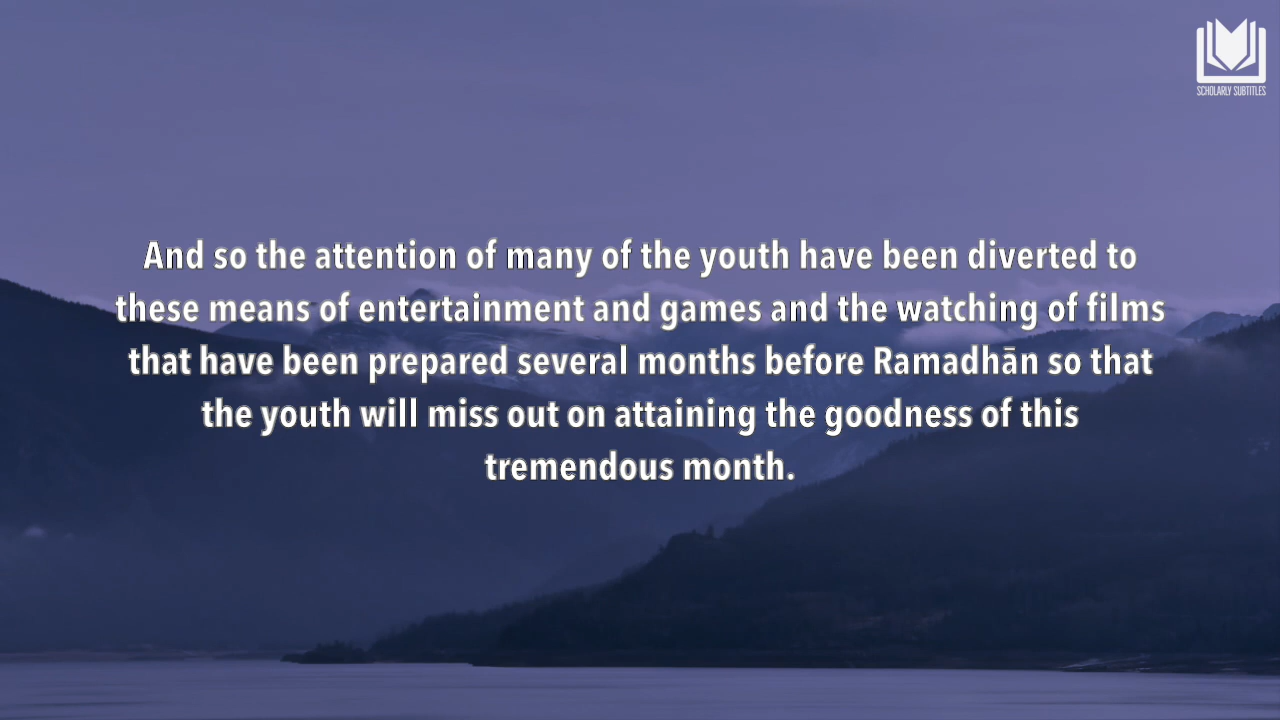 SCHOLARLY SUBTITLES
And so the attention of many of the youth have been diverted to
these means of entertainment and games and the watching of films
that have been prepared several months before Ramadhān so that
the youth will miss out on attaining the goodness of this
tremendous month.